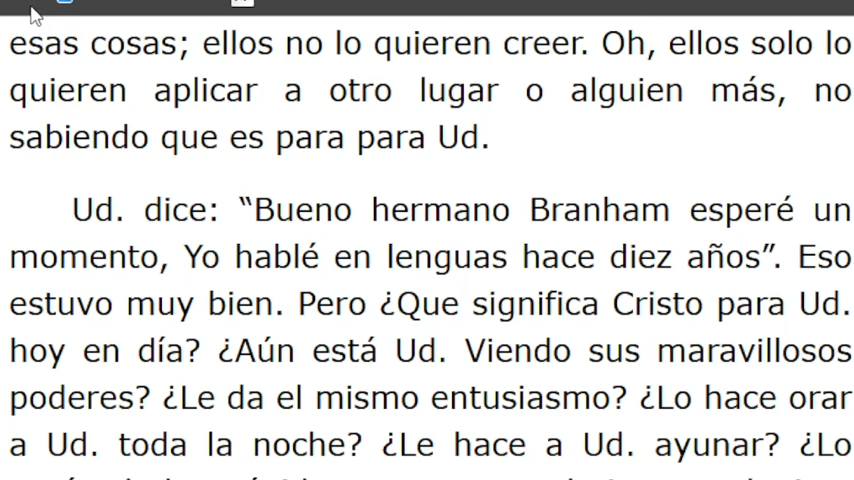 esas cosas; ellos no lo quieren creer. Oh, ellos solo lo
quieren aplicar a otro lugar o alguien más, no
sabiendo que es para para Ud.
Ud. dice: “Bueno hermano Branham esperé un
momento, Yo hablé en lenguas hace diez años”. Eso
estuvo muy bien. Pero ¿Que significa Cristo para Ud.
hoy en día? ¿Aún está Ud. Viendo sus maravillosos
poderes? ¿Le da el mismo entusiasmo? ¿Lo hace orar
a Ud. toda la noche? ¿Le hace a Ud. ayunar? ¿Lo